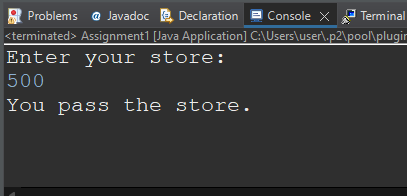 Problems Javadoc Declaration Console Terminal
<terminated> Assignment1 [Java Application] C:\Users\user\.p2\pool\plugin
Enter your store:
500
You pass the store.